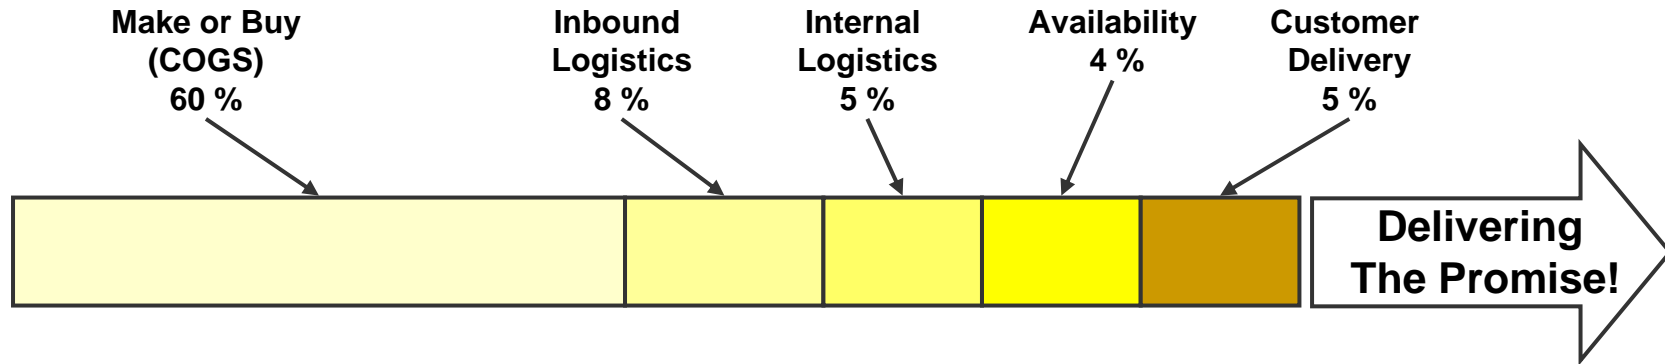 Make or Buy
(COGS)
60 %
Inbound
Logistics
8 %
Internal
Logistics
5 %
Availability
4 %
Customer
Delivery
5 %
Delivering
The Promise!